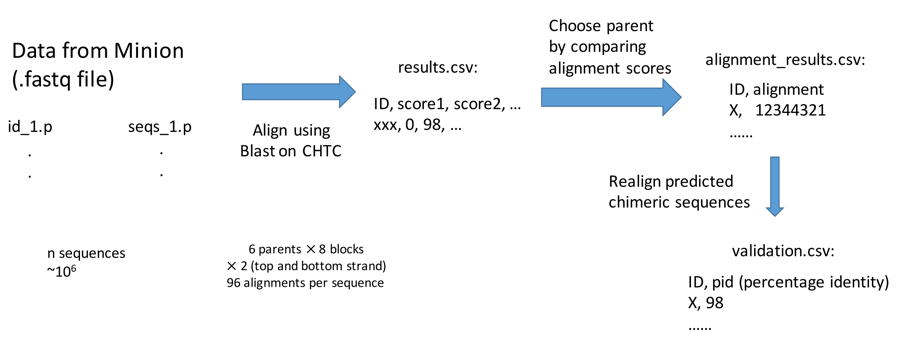 Data from Minion
(.fastq file)
id_1.p
seqs_1.p
.
.
.
.
n sequences
~10⁶
Align using
Blast on CHTC
6 parents × 8 blocks
× 2 (top and bottom strand)
96 alignments per sequence
results.csv:
ID, score1, score2, ...
xxx, 0, 98, ...
Choose parent
by comparing
alignment scores
alignment_results.csv:
ID, alignment
X, 12344321
......
Realign predicted
chimeric sequences
validation.csv:
ID, pid (percentage identity)
X, 98
......